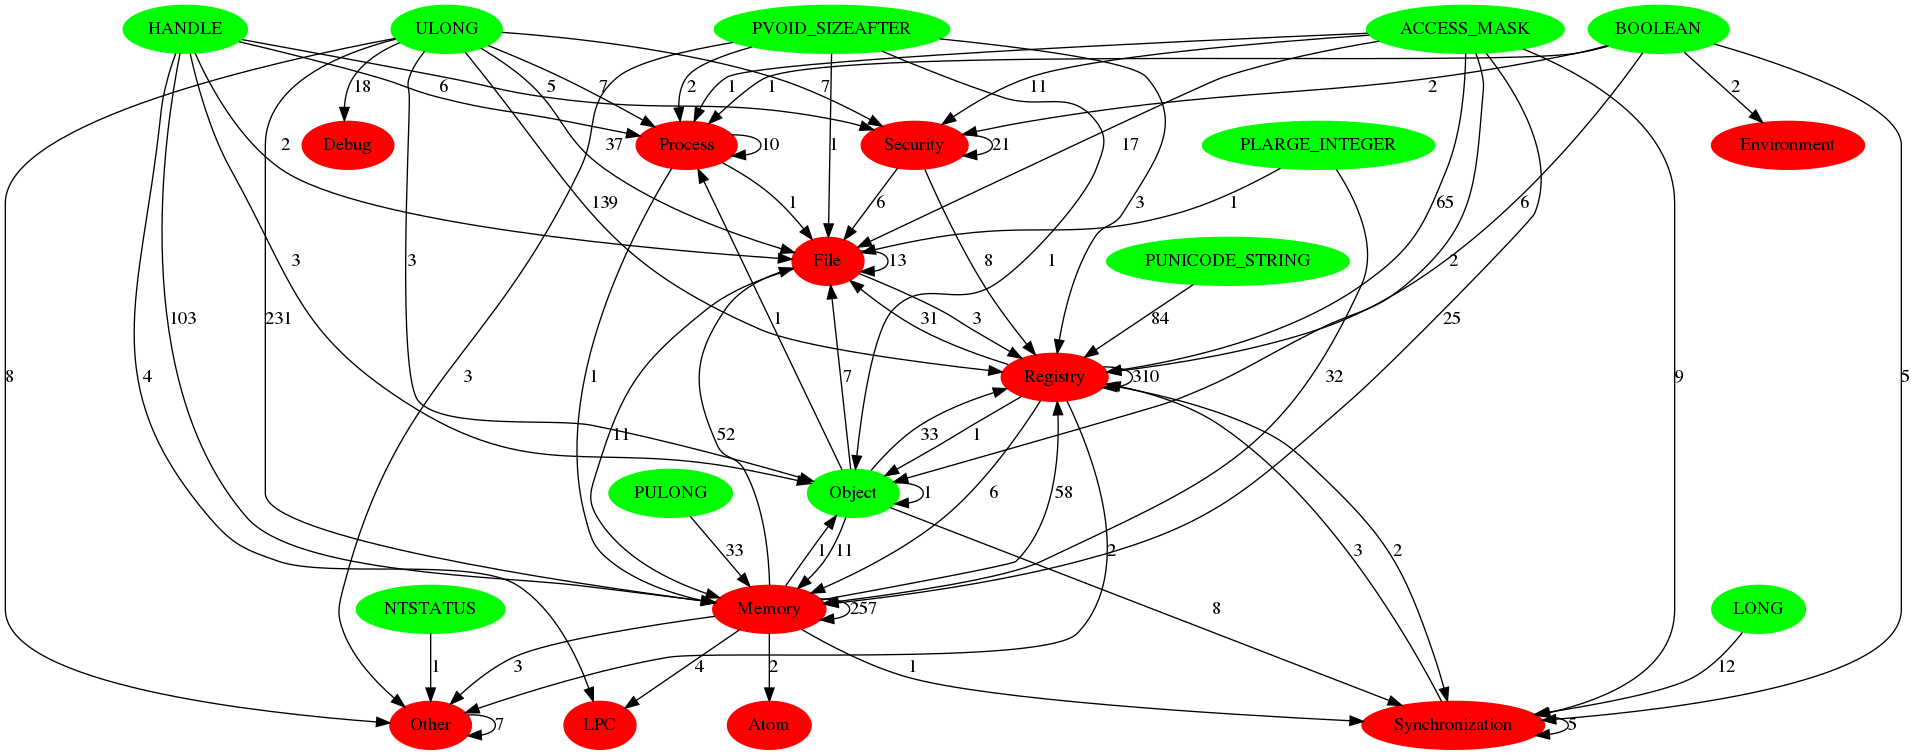 HANDLE ULONG PVOID_SIZEAFTER ACCESS_MASK BOOLEAN
18 6 5 7 2 7 1 1 11 2 2
Debug Process 10 Security 21 PLARGE_INTEGER Environment
2 37 1 17
139 1 6 3 1 65 6
3 3 File 13 8 1 PUNICODE_STRING 2
103 231 31 3 84 25
8 4 3 1 7 1 Registry 310 32 9 5
11 52 33 1
PULONG Object 1 6 58
33 1 11 2 3 2
NTSTATUS Memory 257 8 LONG
1 3 4 2 1 12
Other 7 LPC Atom Synchronization 5